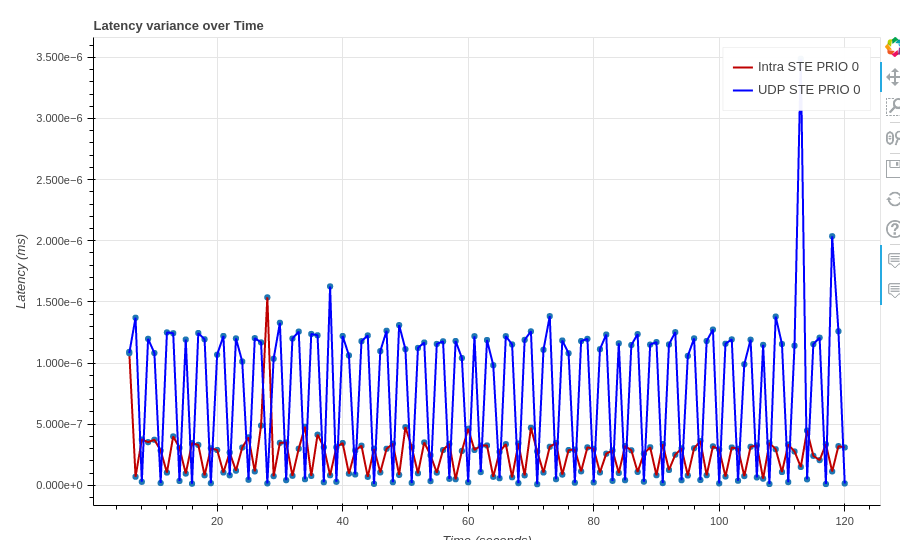 Latency variance over Time
Intra STE PRIO 0
UDP STE PRIO 0
Latency (ms)
3.500e−6
3.000e−6
2.500e−6
2.000e−6
1.500e−6
1.000e−6
5.000e−7
0.000e+0
20
40
60
80
100
120
Time (seconds)